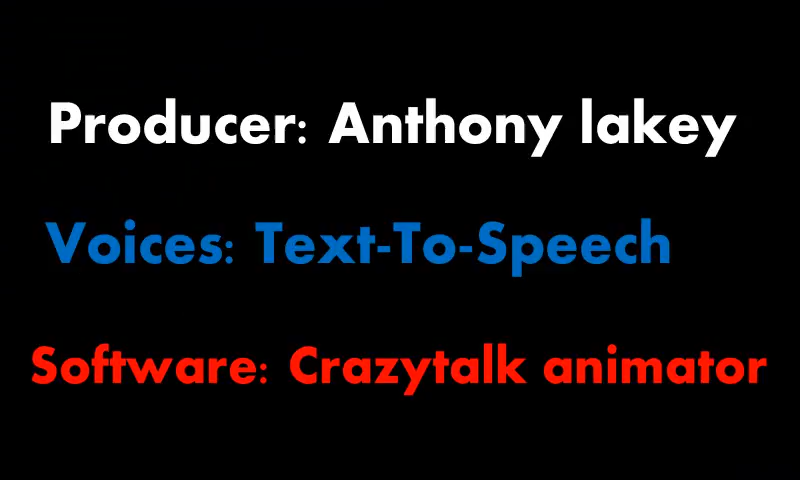 Producer: Anthony lakey
Voices: Text-To-Speech
Software: Crazytalk animator